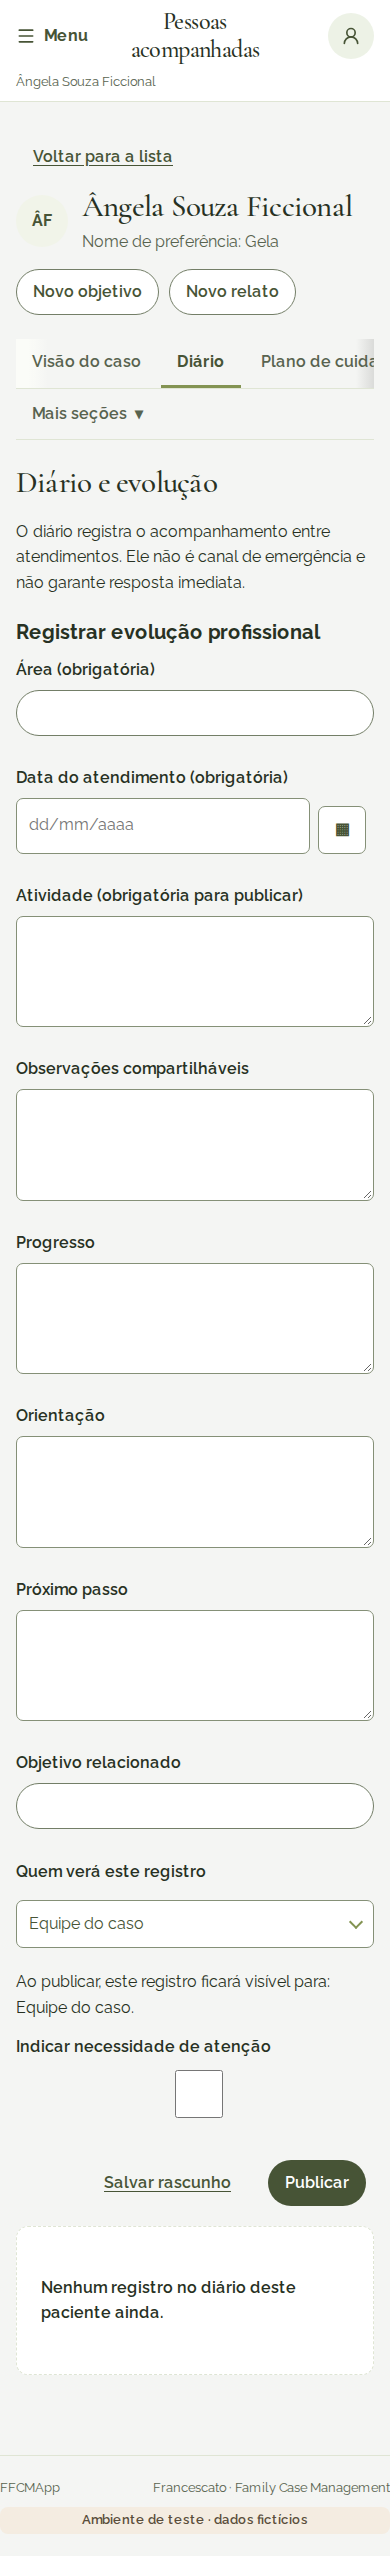 Menu
Pessoas
acompanhadas
Ângela Souza Ficcional
Voltar para a lista
ÂF
Ângela Souza Ficcional
Nome de preferência: Gela
Novo objetivo
Novo relato
Visão do caso
Diário
Plano de cuida
Mais seções ▼
Diário e evolução
O diário registra o acompanhamento entre
atendimentos. Ele não é canal de emergência e
não garante resposta imediata.
Registrar evolução profissional
Área (obrigatória)
Data do atendimento (obrigatória)
dd/mm/aaaa
Atividade (obrigatória para publicar)
Observações compartilháveis
Progresso
Orientação
Próximo passo
Objetivo relacionado
Quem verá este registro
Equipe do caso
Ao publicar, este registro ficará visível para:
Equipe do caso.
Indicar necessidade de atenção
Salvar rascunho
Publicar
Nenhum registro no diário deste
paciente ainda.
FFCMApp
Francescato · Family Case Management
Ambiente de teste · dados fictícios